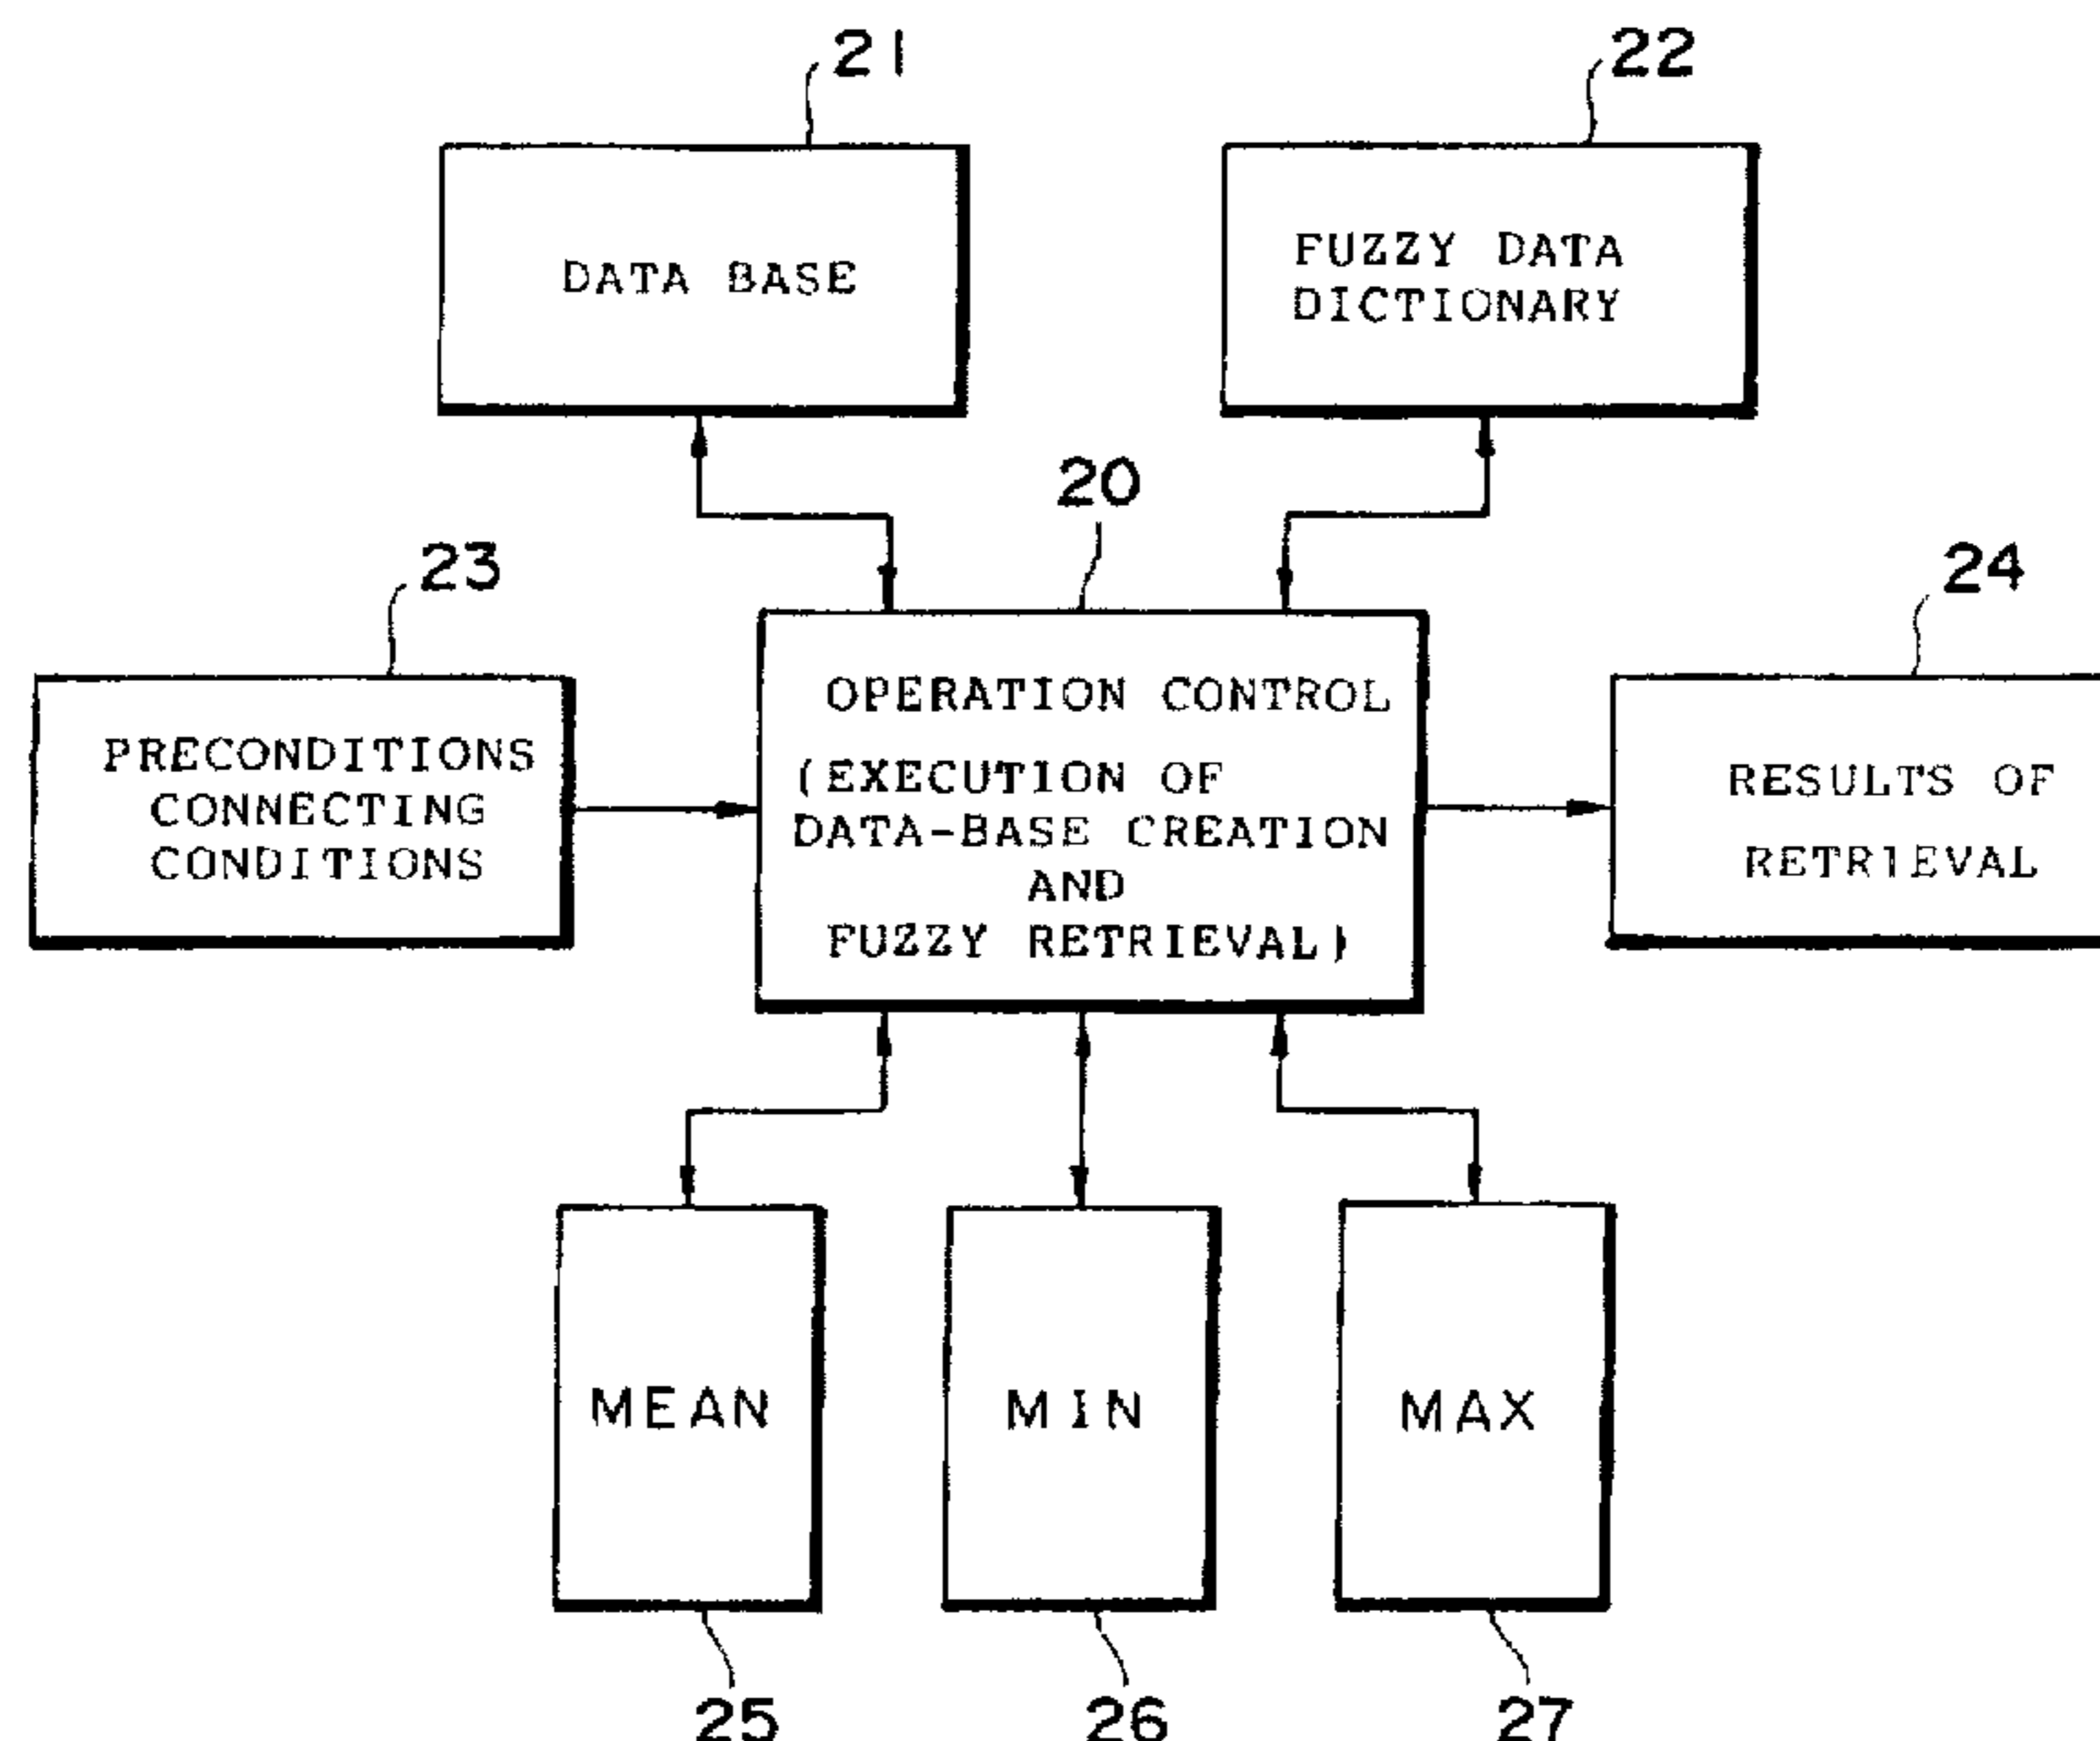 21
22
DATA BASE
FUZZY DATA
DICTIONARY
20
23
24
PRECONDITIONS
CONNECTING
CONDITIONS
OPERATION CONTROL
(EXECUTION OF
DATA-BASE CREATION
AND
FUZZY RETRIEVAL)
RESULTS OF
RETRIEVAL
MEAN
MIN
MAX
25
26
27